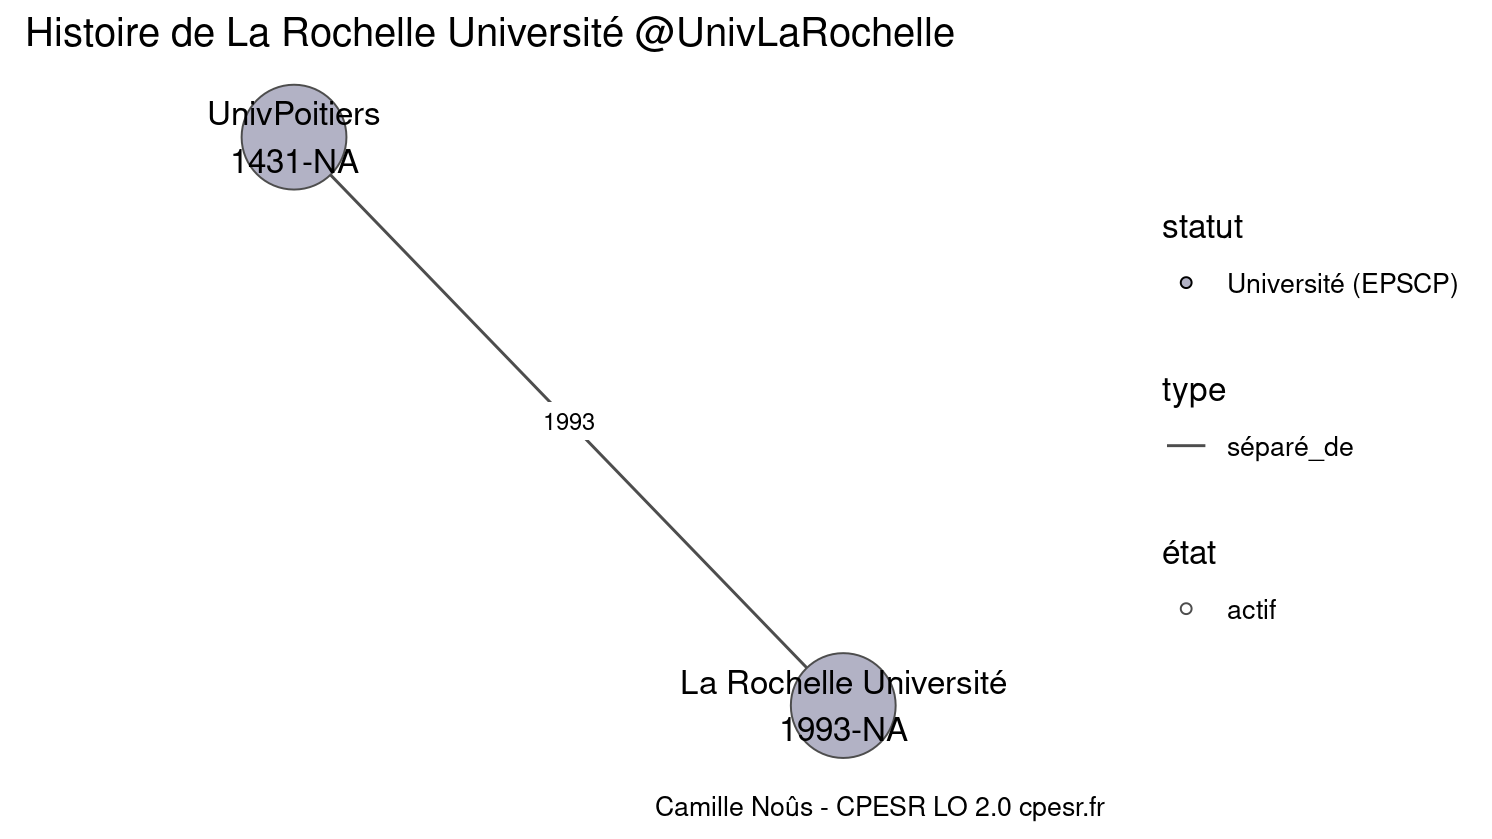 Histoire de La Rochelle Université @UnivLaRochelle
UnivPoitiers
1431-NA
1993
La Rochelle Université
1993-NA
statut
Université (EPSCP)
type
séparé_de
état
actif
Camille Noûs - CPESR LO 2.0 cpesr.fr